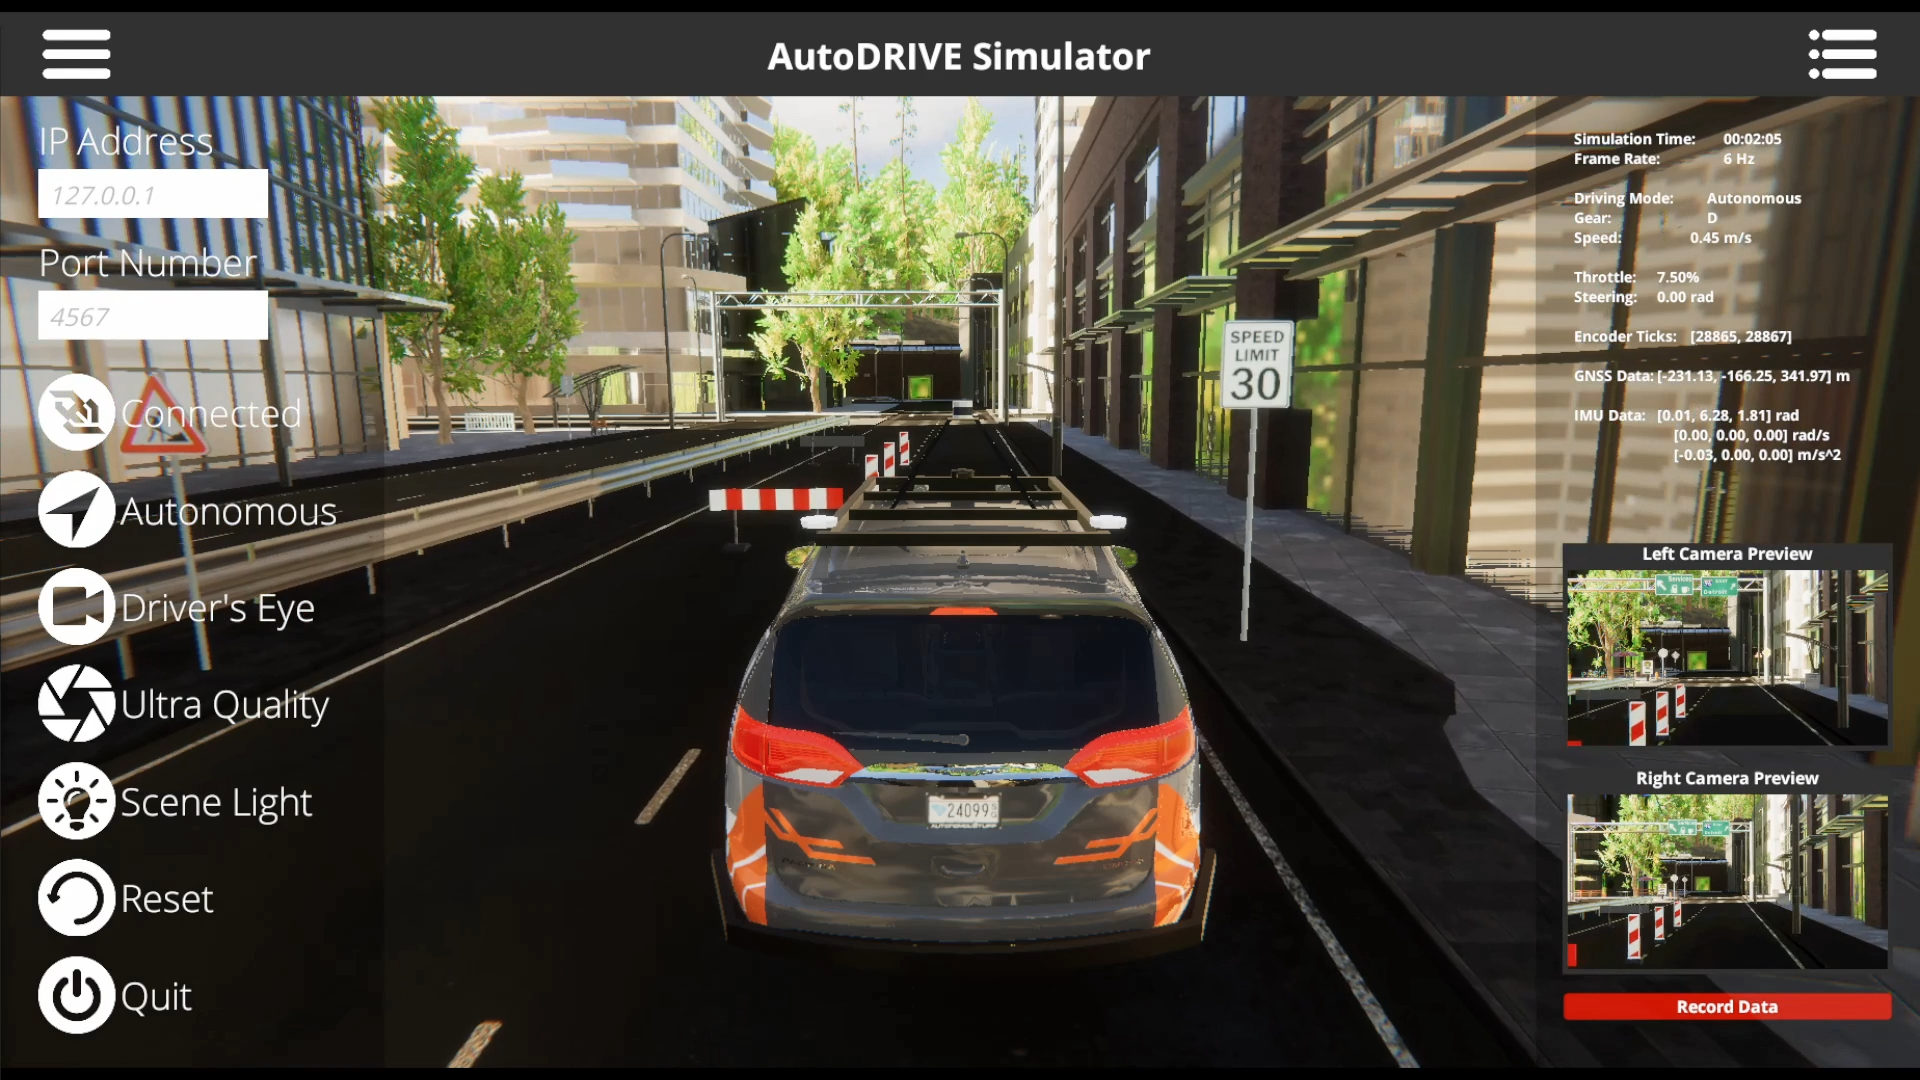 AutoDRIVE Simulator
IP Address
127.0.0.1
Port Number
4567
Connected
Autonomous
Driver's Eye
Ultra Quality
Scene Light
Reset
Quit
SPEED
LIMIT
30
24099
Simulation Time: 00:02:05
Frame Rate: 6 Hz
Driving Mode: Autonomous
Gear: D
Speed: 0.45 m/s
Throttle: 7.50%
Steering: 0.00 rad
Encoder Ticks: [28865, 28867]
GNSS Data: [-231.13, -166.25, 341.97] m
IMU Data: [0.01, 6.28, 1.81] rad
[0.00, 0.00, 0.00] rad/s
[-0.03, 0.00, 0.00] m/s^2
Left Camera Preview
Services
Detroit
Right Camera Preview
Record Data